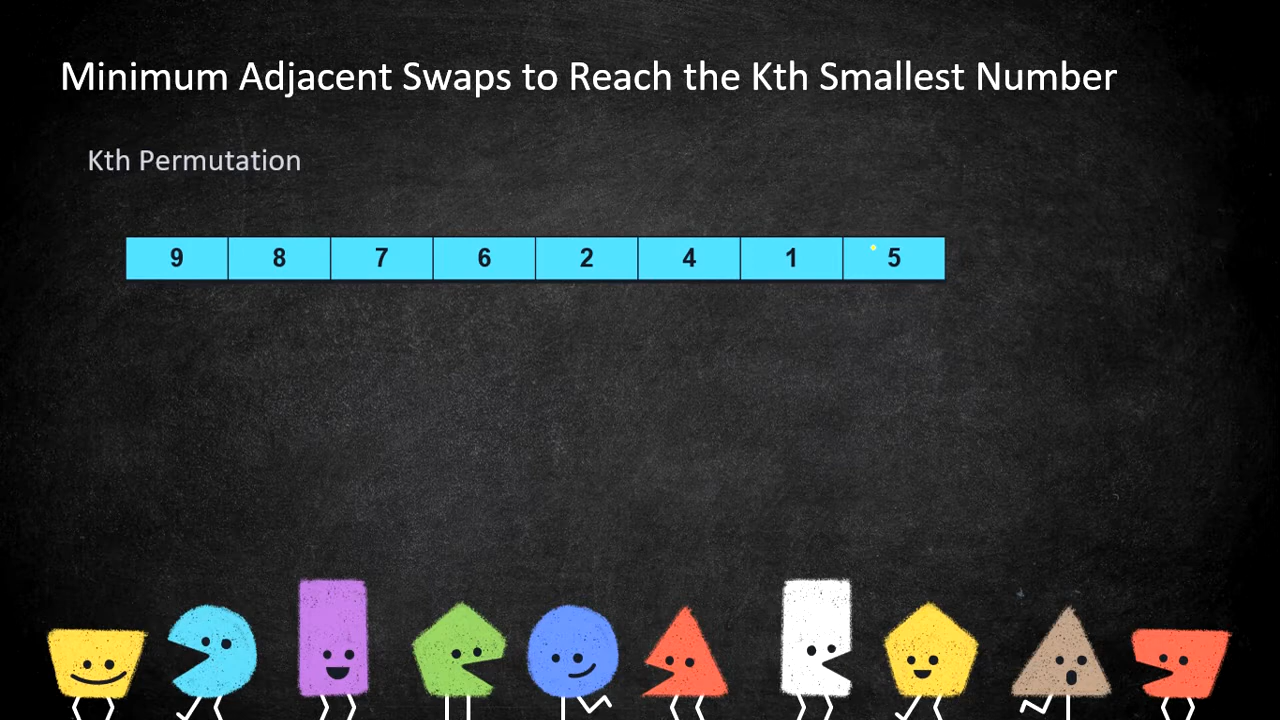 Minimum Adjacent Swaps to Reach the Kth Smallest Number
Kth Permutation
9 8 7 6 2 4 1 5